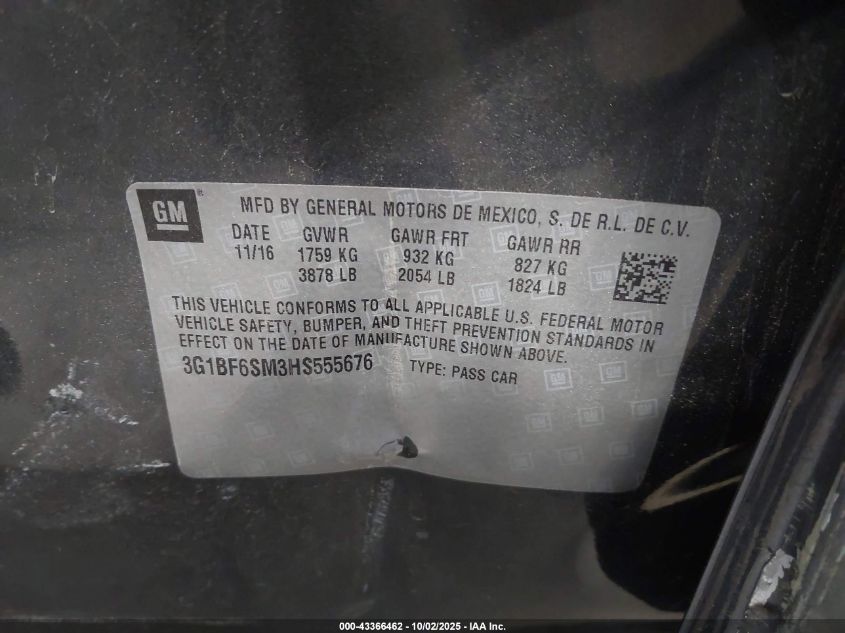 GM
MFD BY GENERAL MOTORS DE MEXICO, S. DE R.L. DE C.V.
DATE GVWR GAWR FRT GAWR RR
11/16 1759 KG 932 KG 827 KG
3878 LB 2054 LB 1824 LB
THIS VEHICLE CONFORMS TO ALL APPLICABLE U.S. FEDERAL MOTOR
VEHICLE SAFETY, BUMPER, AND THEFT PREVENTION STANDARDS IN
EFFECT ON THE DATE OF MANUFACTURE SHOWN ABOVE.
3G1BF6SM3HS555676 TYPE: PASS CAR
000-43366462 - 10/02/2025 - IAA Inc.